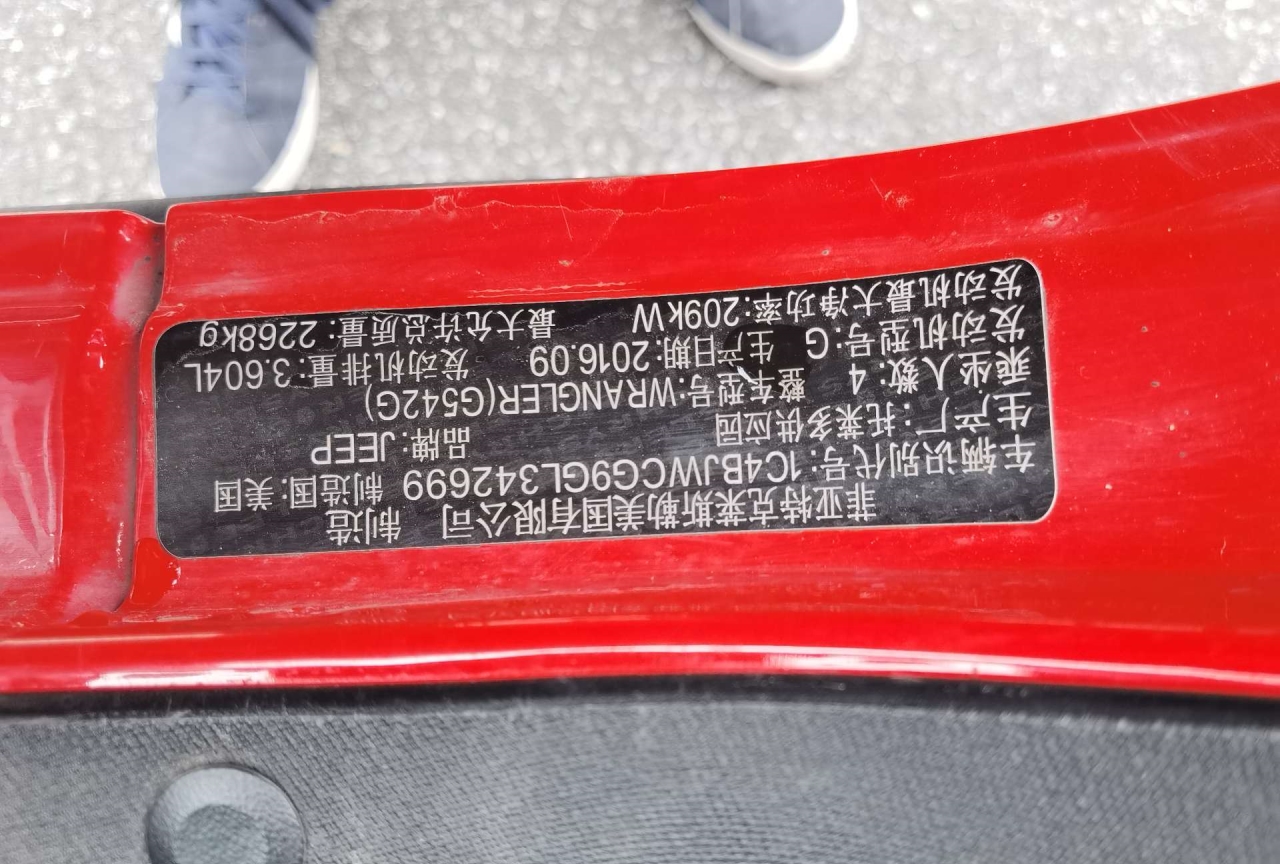 菲亚特克莱斯勒美国有限公司 制造
车辆识别代号: 1C4BJWCG9GL342699 制造国: 美国
生产厂: 托莱多供应园 品牌: JEEP
乘坐人数: 4 整车型号: WRANGLER(G542G)
发动机型号: G 生产日期: 2016.09 发动机排量: 3.604L
发动机最大净功率: 209kW 最大允许总质量: 2268kg